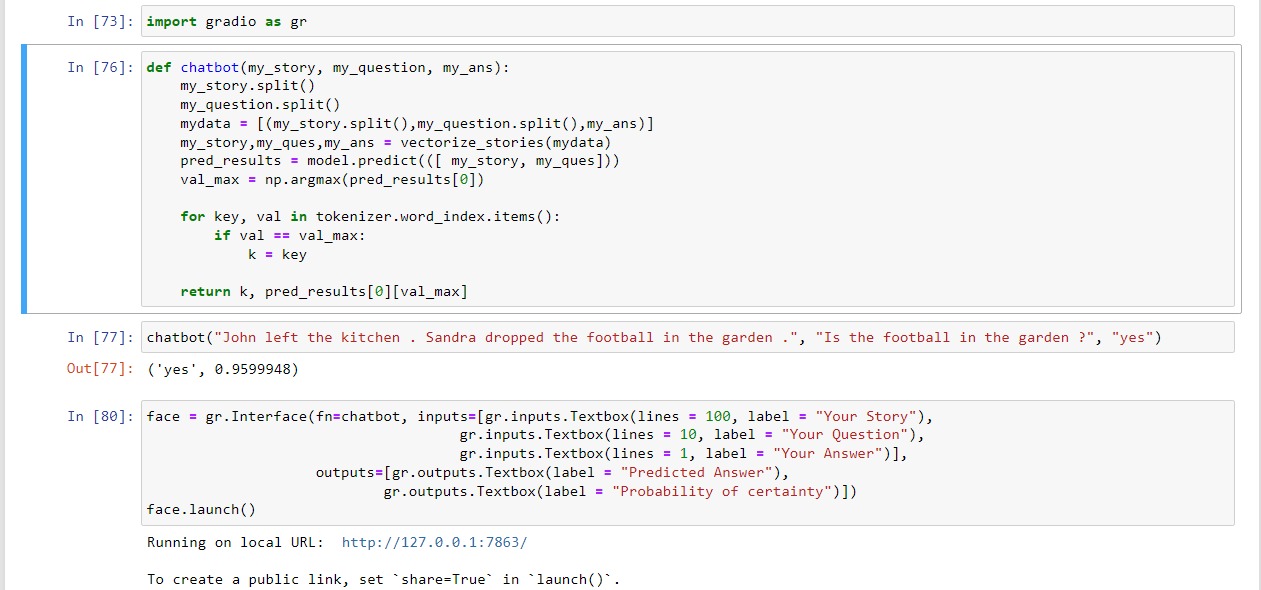 In [73]: import gradio as gr
In [76]: def chatbot(my_story, my_question, my_ans):
    my_story.split()
    my_question.split()
    mydata = [(my_story.split(),my_question.split(),my_ans)]
    my_story,my_ques,my_ans = vectorize_stories(mydata)
    pred_results = model.predict(([ my_story, my_ques]))
    val_max = np.argmax(pred_results[0])
    for key, val in tokenizer.word_index.items():
        if val == val_max:
            k = key
    return k, pred_results[0][val_max]
In [77]: chatbot("John left the kitchen . Sandra dropped the football in the garden .", "Is the football in the garden ?", "yes")
Out[77]: ('yes', 0.9599948)
In [80]: face = gr.Interface(fn=chatbot, inputs=[gr.inputs.Textbox(lines = 100, label = "Your Story"),
                                     gr.inputs.Textbox(lines = 10, label = "Your Question"),
                                     gr.inputs.Textbox(lines = 1, label = "Your Answer")],
                    outputs=[gr.outputs.Textbox(label = "Predicted Answer"),
                            gr.outputs.Textbox(label = "Probability of certainty")])
face.launch()
Running on local URL:  http://127.0.0.1:7863/
To create a public link, set `share=True` in `launch()`.